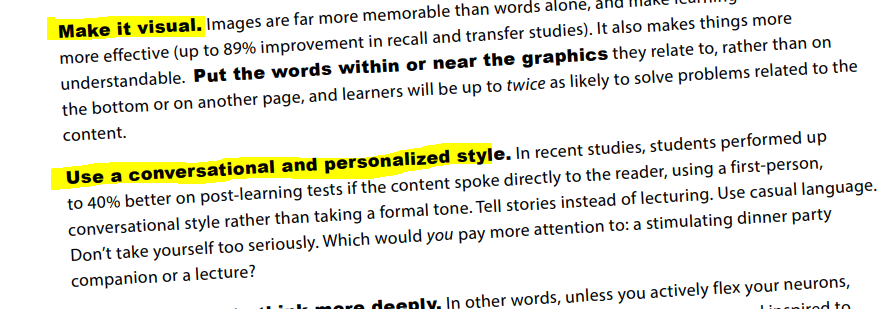 Make it visual. Images are far more memorable than words alone, and make learning
more effective (up to 89% improvement in recall and transfer studies). It also makes things more
understandable. Put the words within or near the graphics they relate to, rather than on
the bottom or on another page, and learners will be up to twice as likely to solve problems related to the
content.
Use a conversational and personalized style. In recent studies, students performed up
to 40% better on post-learning tests if the content spoke directly to the reader, using a first-person,
conversational style rather than taking a formal tone. Tell stories instead of lecturing. Use casual language.
Don't take yourself too seriously. Which would you pay more attention to: a stimulating dinner party
companion or a lecture?
think more deeply. In other words, unless you actively flex your neurons,
inspired to